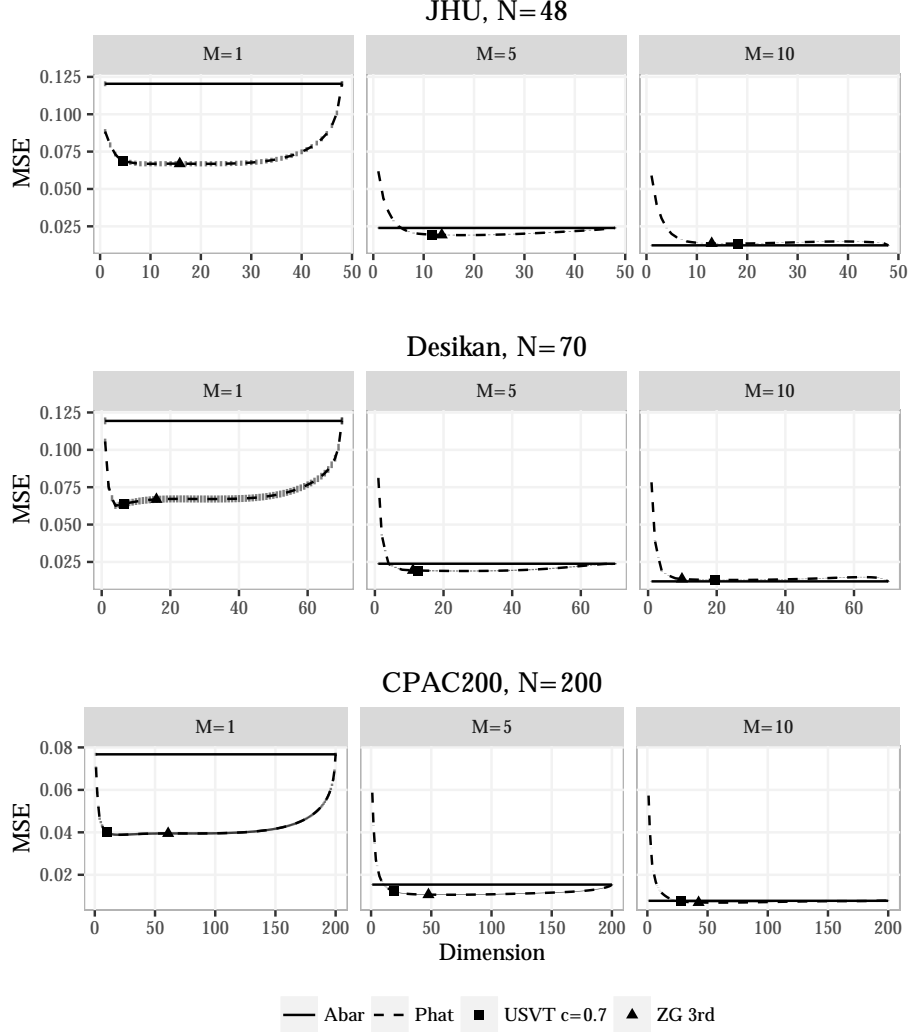 JHU, N=48
M=1 M=5 M=10
MSE
0.125
0.100
0.075
0.050
0.025
0 10 20 30 40 50 0 10 20 30 40 50 0 10 20 30 40 50
Desikan, N=70
M=1 M=5 M=10
MSE
0.125
0.100
0.075
0.050
0.025
0 20 40 60 0 20 40 60 0 20 40 60
CPAC200, N=200
M=1 M=5 M=10
MSE
0.08
0.06
0.04
0.02
0 50 100 150 200 0 50 100 150 200 0 50 100 150 200
Dimension
Abar Phat USVT c=0.7 ZG 3rd